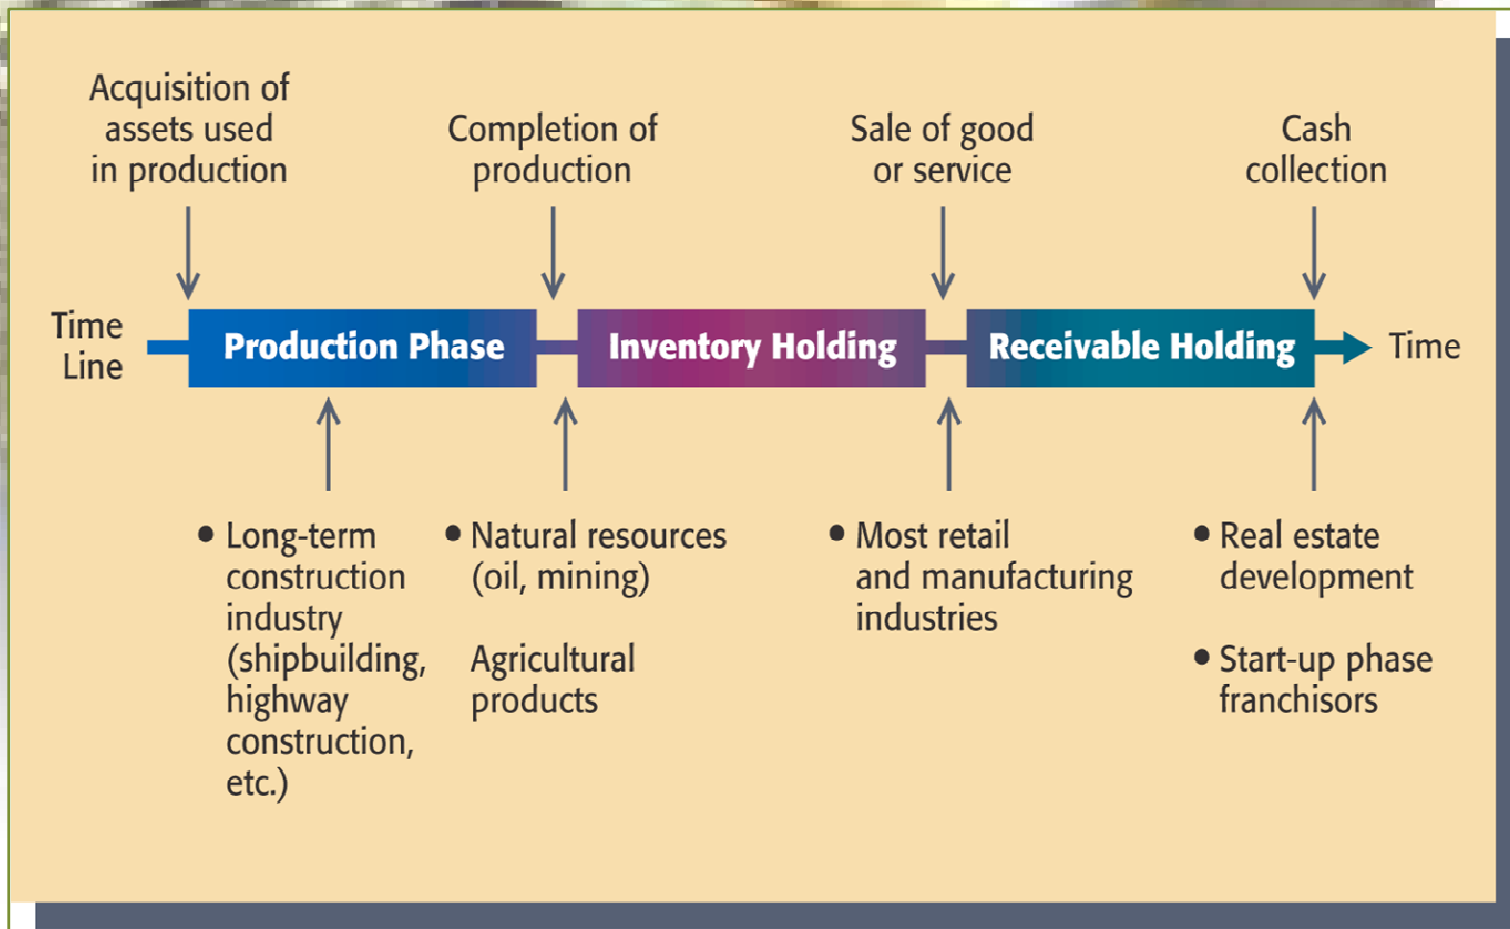 Acquisition of
assets used
in production
Completion of
production
Sale of good
or service
Cash
collection
Time
Line
Production Phase
Inventory Holding
Receivable Holding
Time
• Long-term
construction
industry
(shipbuilding,
highway
construction,
etc.)
• Natural resources
(oil, mining)
Agricultural
products
• Most retail
and manufacturing
industries
• Real estate
development
• Start-up phase
franchisors